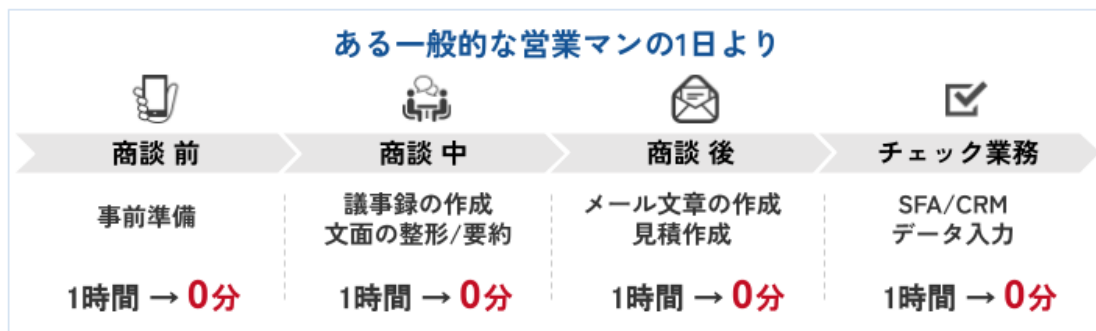 ある一般的な営業マンの1日より
商談 前
商談 中
商談 後
チェック業務
事前準備
議事録の作成
文面の整形/要約
メール文章の作成
見積作成
SFA/CRM
データ入力
1時間 → 0分
1時間 → 0分
1時間 → 0分
1時間 → 0分